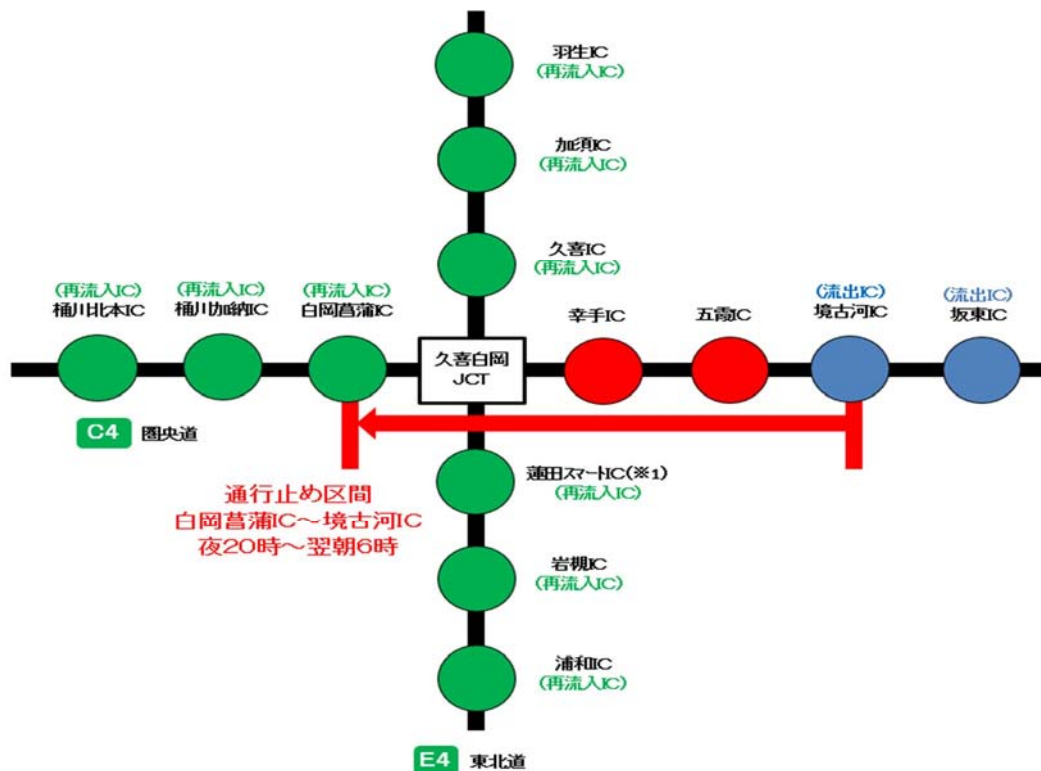 羽生IC
(再流入IC)
加須IC
(再流入IC)
久喜IC
(再流入IC)
(再流入IC)
桶川北本IC
(再流入IC)
桶川加納IC
(再流入IC)
白岡菖蒲IC
久喜白岡
JCT
幸手IC
五霞IC
(流出IC)
境古河IC
(流出IC)
坂東IC
C4 圏央道
通行止め区間
白岡菖蒲IC～境古河IC
夜20時～翌朝6時
蓮田スマートIC(※1)
(再流入IC)
岩槻IC
(再流入IC)
浦和IC
(再流入IC)
E4 東北道